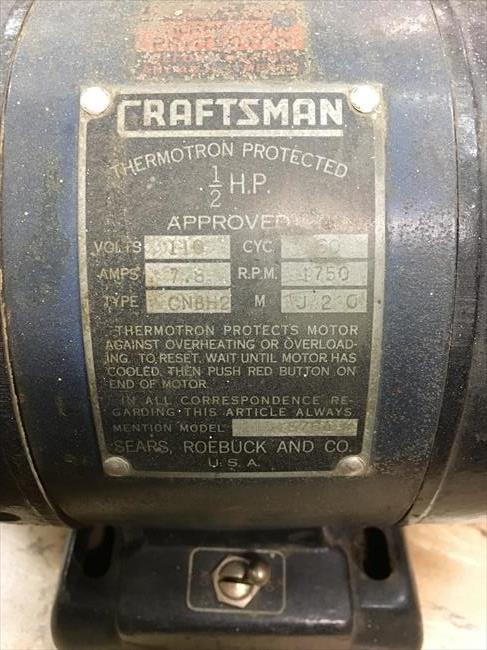 CRAFTSMAN
THERMOTRON PROTECTED
1/2 H.P.
APPROVED
VOLTS 110 CYC. 60
AMPS 7.8 R.P.M. 1750
TYPE CN8H2 M J 2 C
THERMOTRON PROTECTS MOTOR
AGAINST OVERHEATING OR OVERLOAD-
ING. TO RESET, WAIT UNTIL MOTOR HAS
COOLED, THEN PUSH RED BUTTON ON
END OF MOTOR.
IN ALL CORRESPONDENCE RE-
GARDING THIS ARTICLE ALWAYS
MENTION MODEL
SEARS, ROEBUCK AND CO.
U.S.A.